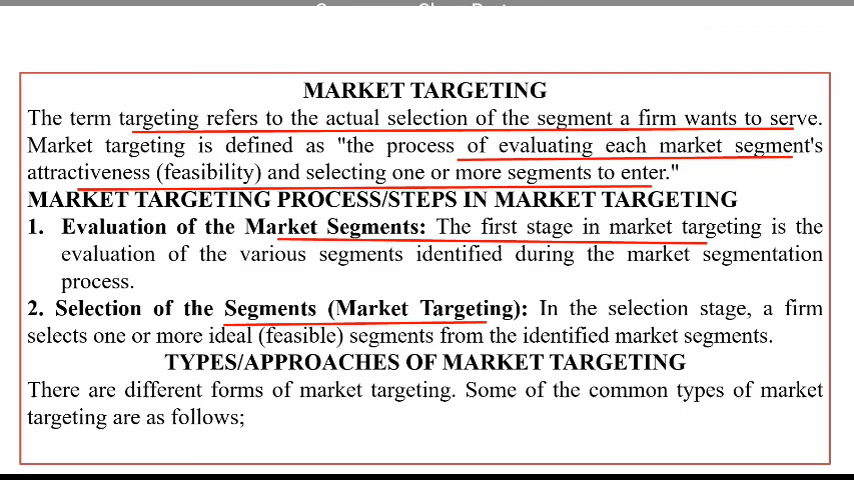 MARKET TARGETING
The term targeting refers to the actual selection of the segment a firm wants to serve.
Market targeting is defined as "the process of evaluating each market segment's
attractiveness (feasibility) and selecting one or more segments to enter."
MARKET TARGETING PROCESS/STEPS IN MARKET TARGETING
1. Evaluation of the Market Segments: The first stage in market targeting is the
evaluation of the various segments identified during the market segmentation
process.
2. Selection of the Segments (Market Targeting): In the selection stage, a firm
selects one or more ideal (feasible) segments from the identified market segments.
TYPES/APPROACHES OF MARKET TARGETING
There are different forms of market targeting. Some of the common types of market
targeting are as follows;